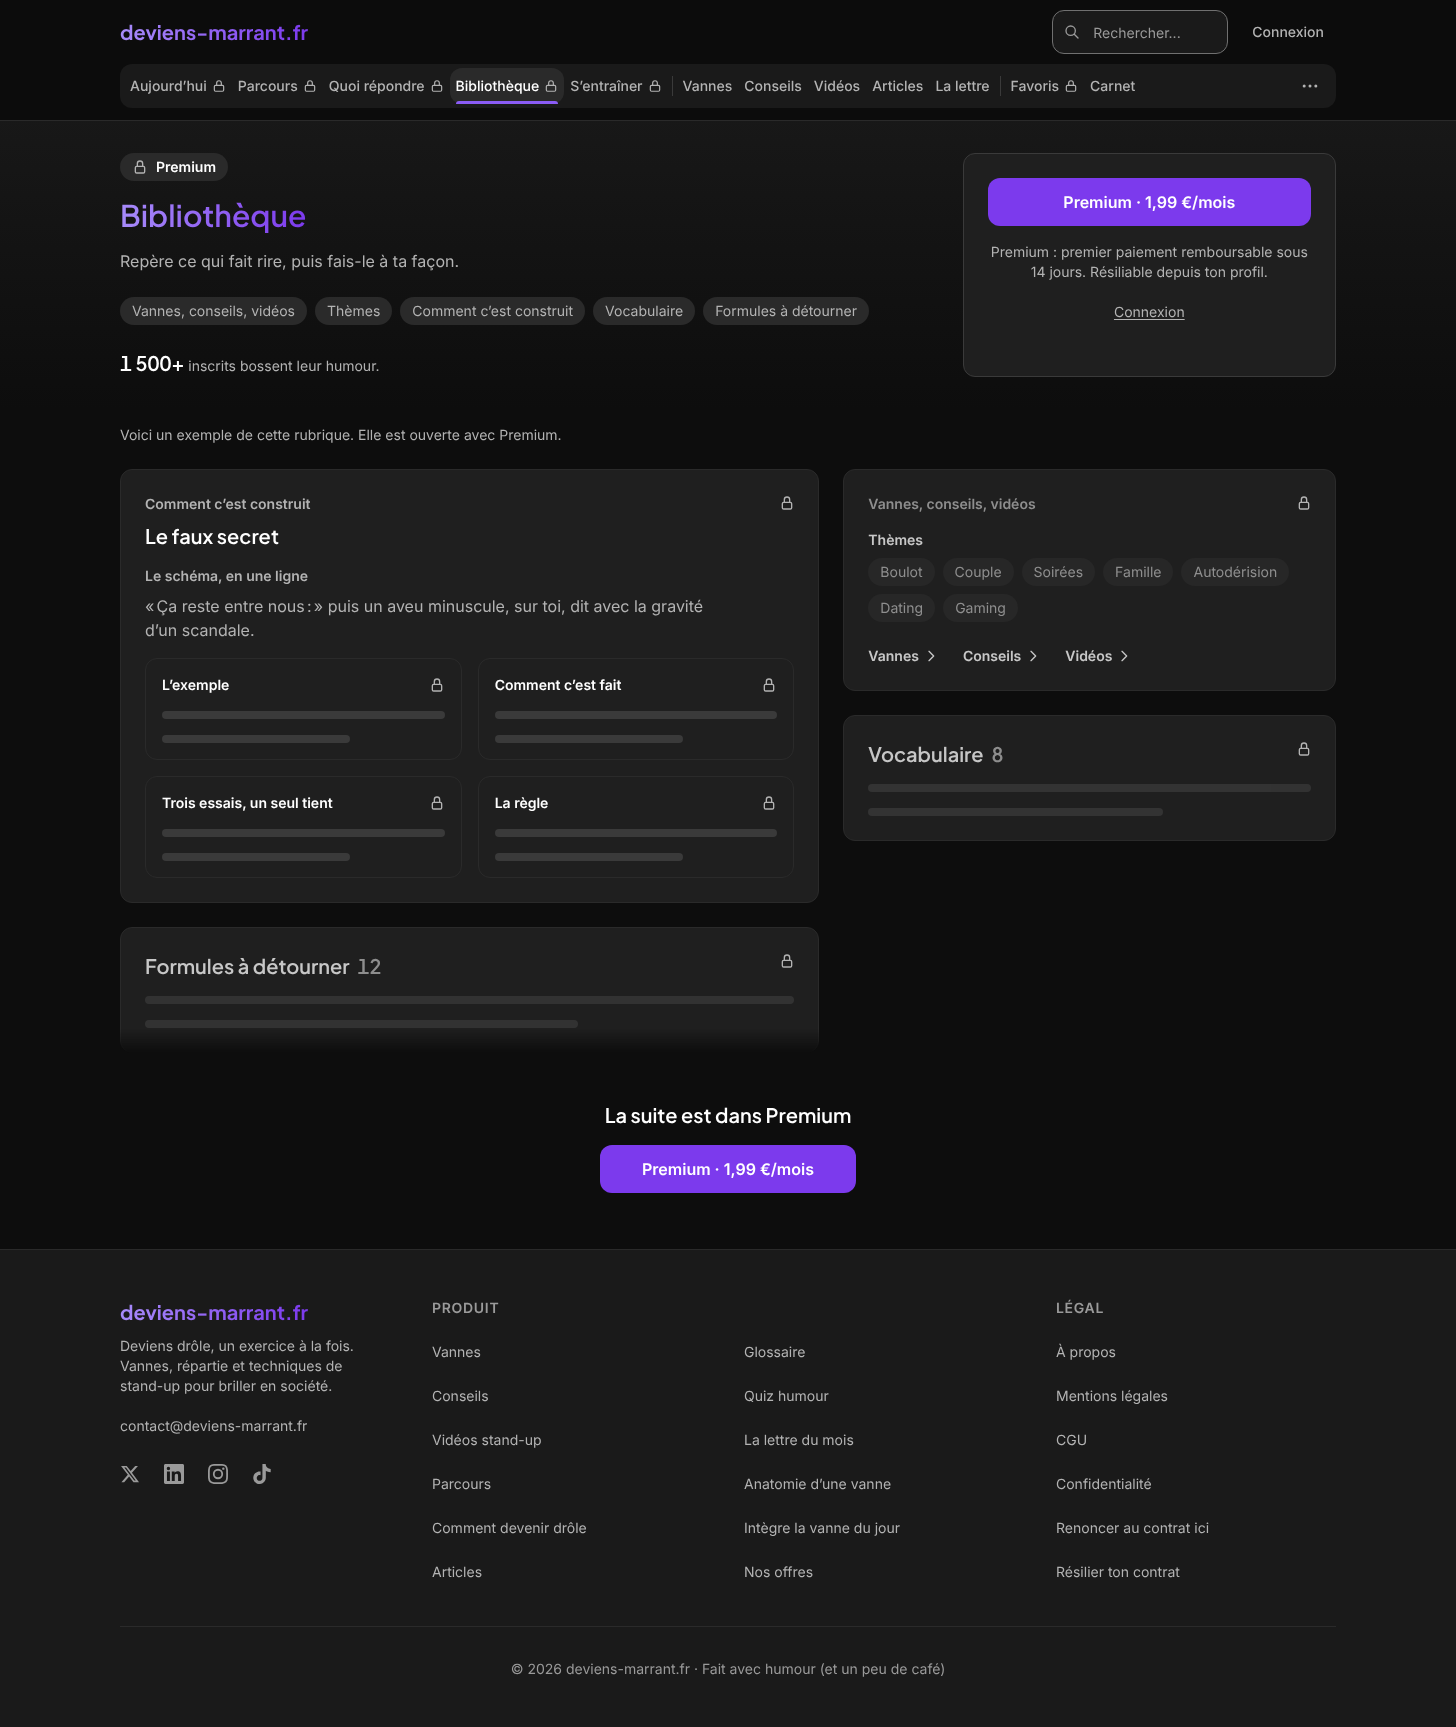 deviens-marrant.fr
Rechercher...
Connexion
Aujourd’hui
Parcours
Quoi répondre
Bibliothèque
S’entraîner
Vannes
Conseils
Vidéos
Articles
La lettre
Favoris
Carnet
Premium
Bibliothèque
Repère ce qui fait rire, puis fais-le à ta façon.
Vannes, conseils, vidéos
Thèmes
Comment c’est construit
Vocabulaire
Formules à détourner
1 500+ inscrits bossent leur humour.
Premium · 1,99 €/mois
Premium : premier paiement remboursable sous
14 jours. Résiliable depuis ton profil.
Connexion
Voici un exemple de cette rubrique. Elle est ouverte avec Premium.
Comment c’est construit
Le faux secret
Le schéma, en une ligne
« Ça reste entre nous : » puis un aveu minuscule, sur toi, dit avec la gravité
d’un scandale.
L’exemple
Comment c’est fait
Trois essais, un seul tient
La règle
Formules à détourner 12
Vannes, conseils, vidéos
Thèmes
Boulot
Couple
Soirées
Famille
Autodérision
Dating
Gaming
Vannes
Conseils
Vidéos
Vocabulaire 8
La suite est dans Premium
Premium · 1,99 €/mois
deviens-marrant.fr
Deviens drôle, un exercice à la fois.
Vannes, répartie et techniques de
stand-up pour briller en société.
contact@deviens-marrant.fr
PRODUIT
Vannes
Conseils
Vidéos stand-up
Parcours
Comment devenir drôle
Articles
Glossaire
Quiz humour
La lettre du mois
Anatomie d’une vanne
Intègre la vanne du jour
Nos offres
LÉGAL
À propos
Mentions légales
CGU
Confidentialité
Renoncer au contrat ici
Résilier ton contrat
© 2026 deviens-marrant.fr · Fait avec humour (et un peu de café)